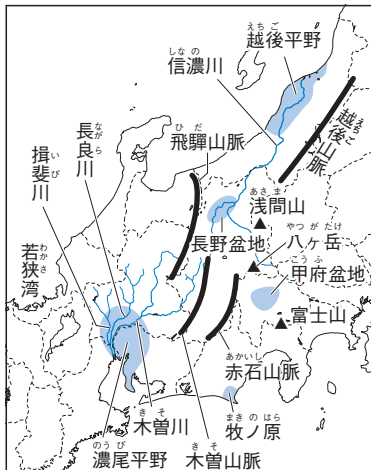 えちご
越後平野
しなの
信濃川
えちご
越後山脈
ひだ
飛驒山脈
ながら
長良川
いび
揖斐川
あさま
浅間山
わかさ
若狭湾
長野盆地
やつがたけ
八ヶ岳
こうふ
甲府盆地
富士山
あかいし
赤石山脈
きそ
木曽川
まきのはら
牧ノ原
のうび
濃尾平野
きそ
木曽山脈